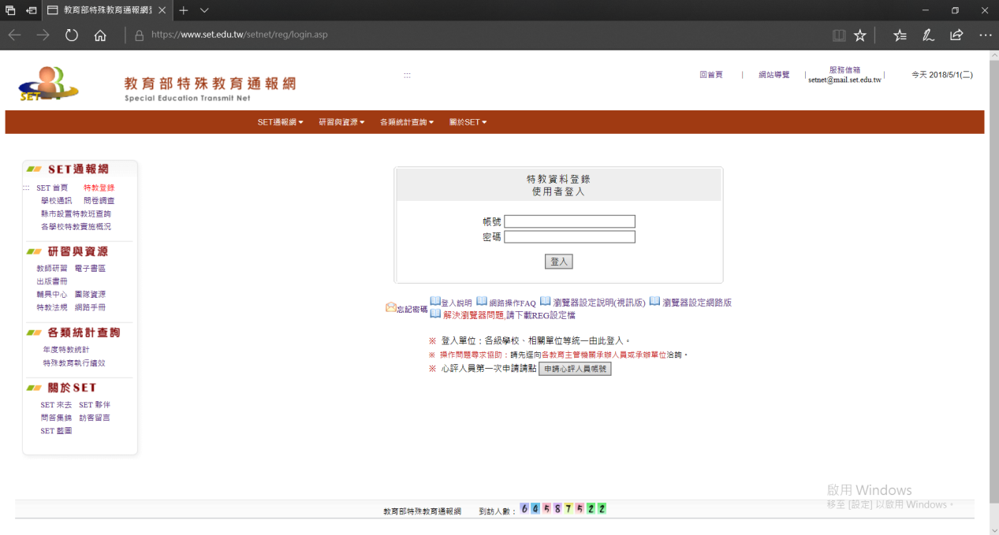 教育部特殊教育通報網
https://www.set.edu.tw/setnet/reg/login.asp
SET
教育部特殊教育通報網
Special Education Transmit Net
:::
回首頁 | 網站導覽 | 服務信箱 | 今天 2018/5/1(二)
setnet@mail.set.edu.tw
SET通報網 研習與資源 各類統計查詢 關於SET
SET通報網
::: SET 首頁 特教登錄
學校通訊 問卷調查
縣市設置特教班查詢
各學校特教實施概況
研習與資源
教師研習 電子書區
出版書冊
輔具中心 團隊資源
特教法規 網路手冊
各類統計查詢
年度特教統計
特殊教育執行績效
關於SET
SET 來去 SET 夥伴
問答集錦 訪客留言
SET 藍圖
特教資料登錄
使用者登入
帳號
密碼
登入
忘記密碼 登入說明 網路操作FAQ 瀏覽器設定說明(視訊版) 瀏覽器設定網路版
解決瀏覽器問題,請下載REG設定檔
※ 登入單位：各級學校、相關單位等統一由此登入。
※ 操作問題尋求協助：請先逕向各教育主管機關承辦人員或承辦單位洽詢。
※ 心評人員第一次申請請點 申請心評人員帳號
啟用 Windows
移至 [設定] 以啟用 Windows。
教育部特殊教育通報網 到訪人數： 64587522